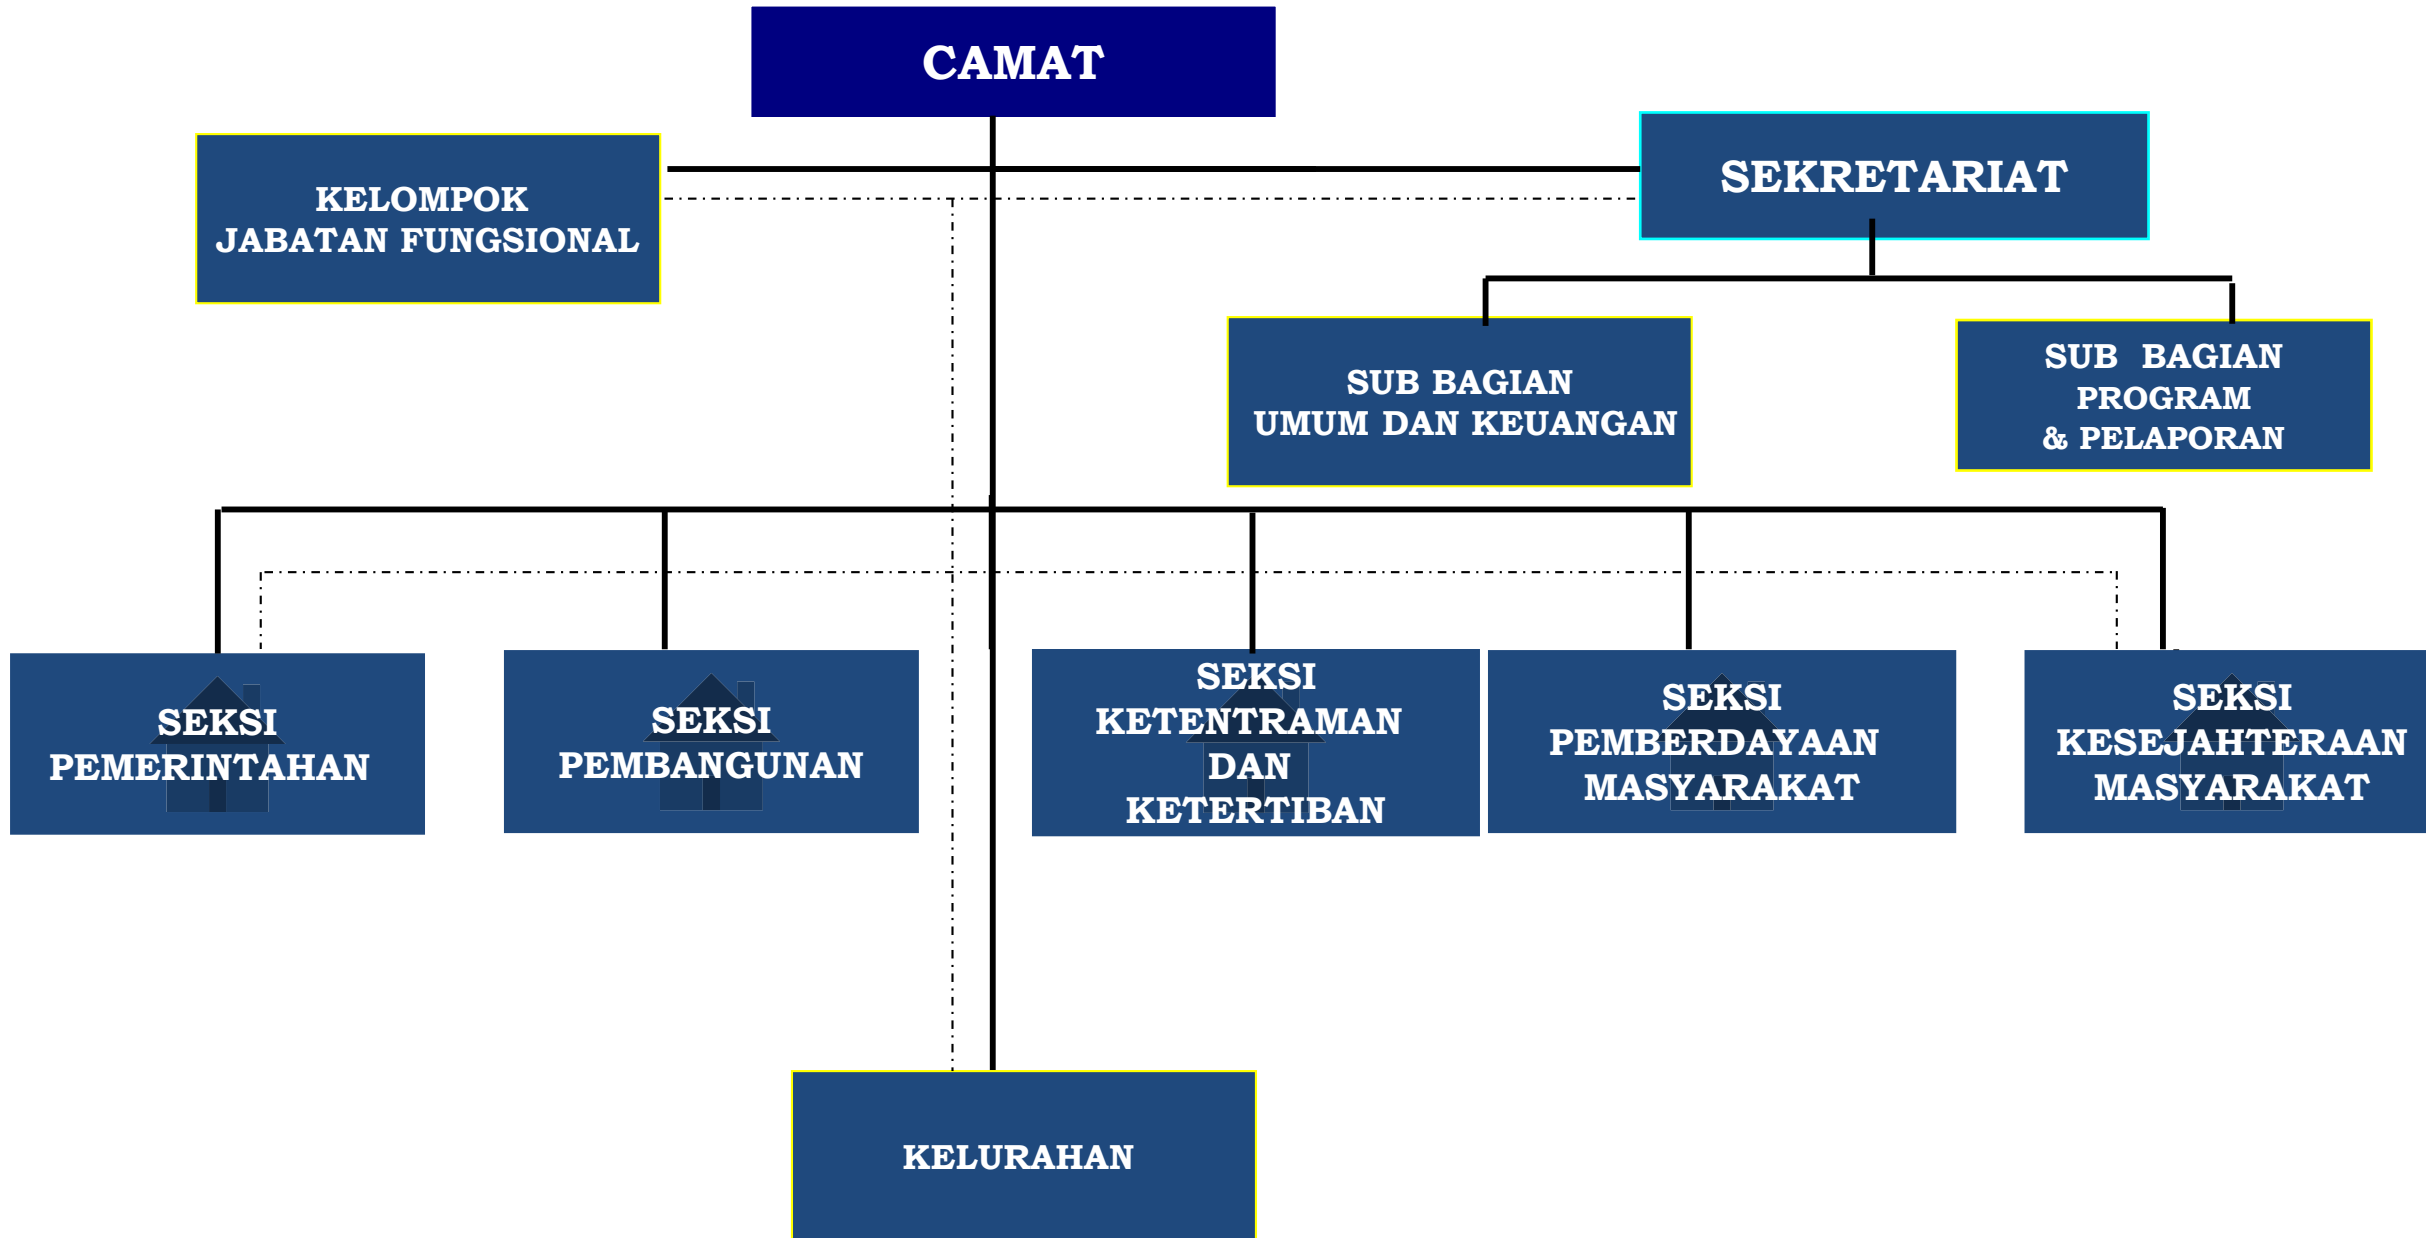 CAMAT
SEKRETARIAT
KELOMPOK
JABATAN FUNGSIONAL
SUB BAGIAN
UMUM DAN KEUANGAN
SUB BAGIAN
PROGRAM
& PELAPORAN
SEKSI
PEMERINTAHAN
SEKSI
PEMBANGUNAN
SEKSI
KETENTRAMAN
DAN
KETERTIBAN
SEKSI
PEMBERDAYAAN
MASYARAKAT
SEKSI
KESEJAHTERAAN
MASYARAKAT
KELURAHAN